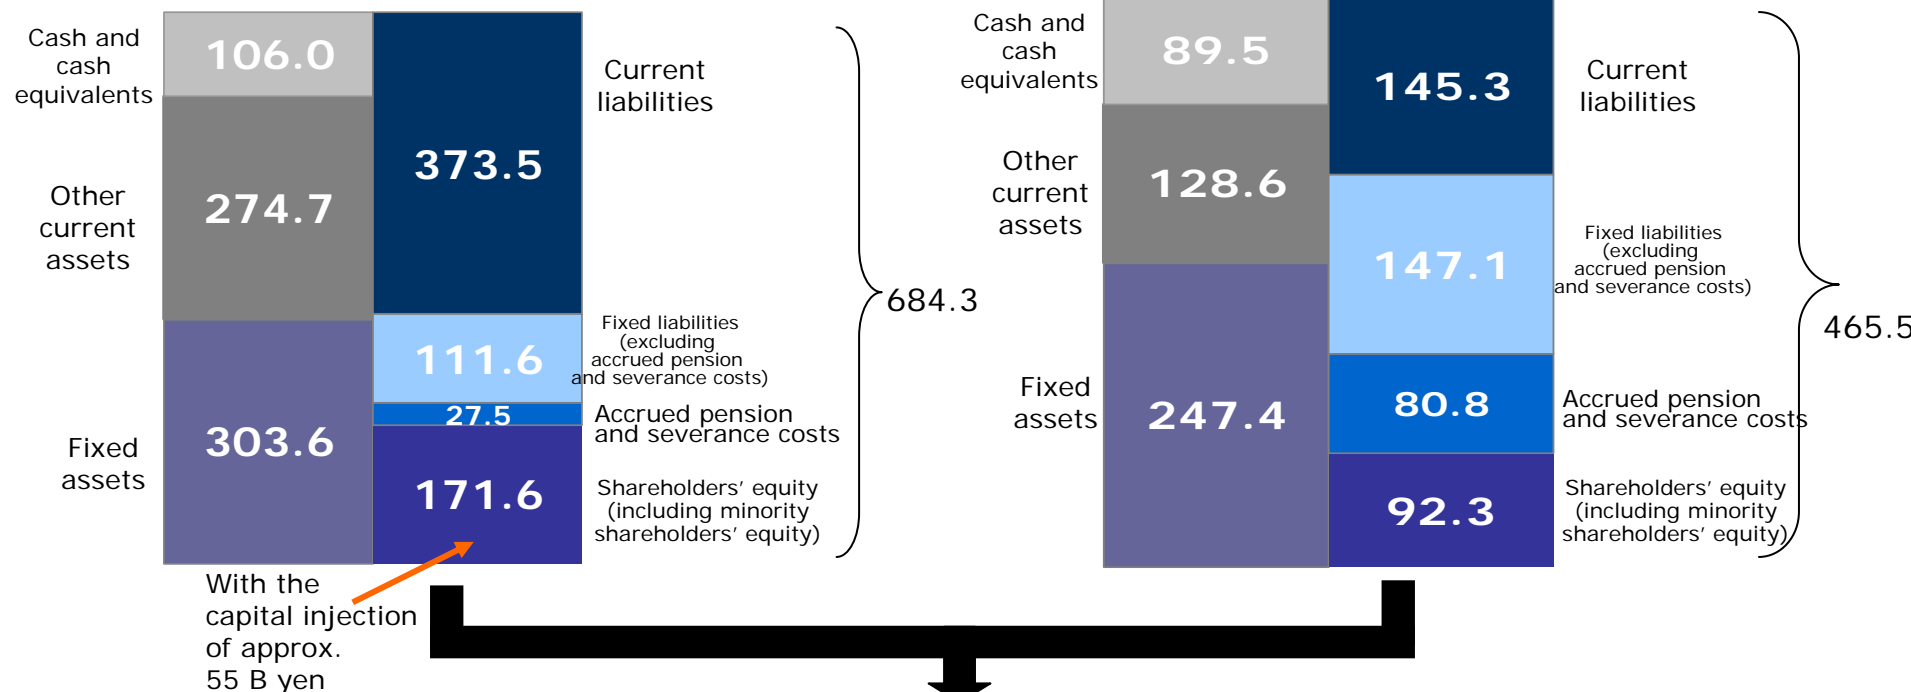 Cash and
cash
equivalents
106.0
Other
current
assets
274.7
Fixed
assets
303.6
373.5
Current
liabilities
111.6
Fixed liabilities
(excluding
accrued pension
and severance costs)
27.5
Accrued pension
and severance costs
171.6
Shareholders' equity
(including minority
shareholders' equity)
684.3
With the
capital injection
of approx.
55 B yen
Cash and
cash
equivalents
89.5
Other
current
assets
128.6
Fixed
assets
247.4
145.3
Current
liabilities
147.1
Fixed liabilities
(excluding
accrued pension
and severance costs)
80.8
Accrued pension
and severance costs
92.3
Shareholders' equity
(including minority
shareholders' equity)
465.5